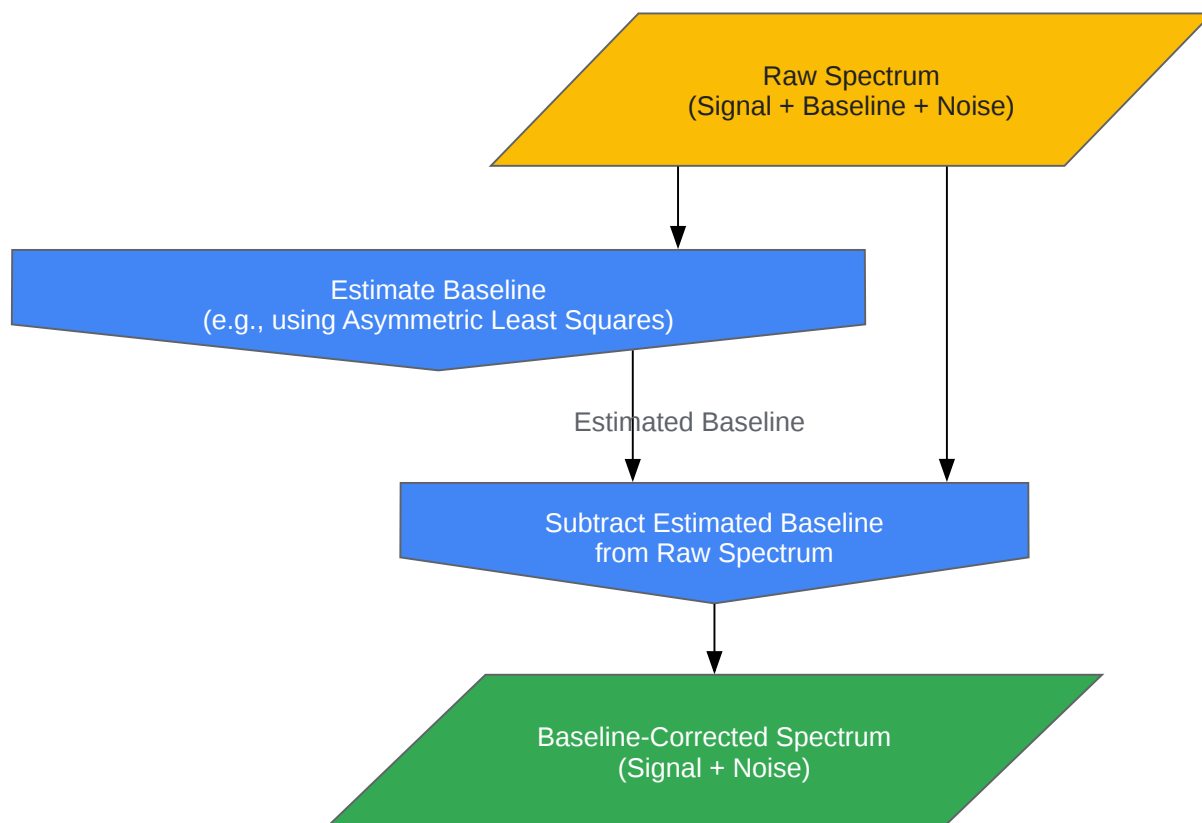 Raw Spectrum
(Signal + Baseline + Noise)
Estimate Baseline
(e.g., using Asymmetric Least Squares)
Estimated Baseline
Subtract Estimated Baseline
from Raw Spectrum
Baseline-Corrected Spectrum
(Signal + Noise)